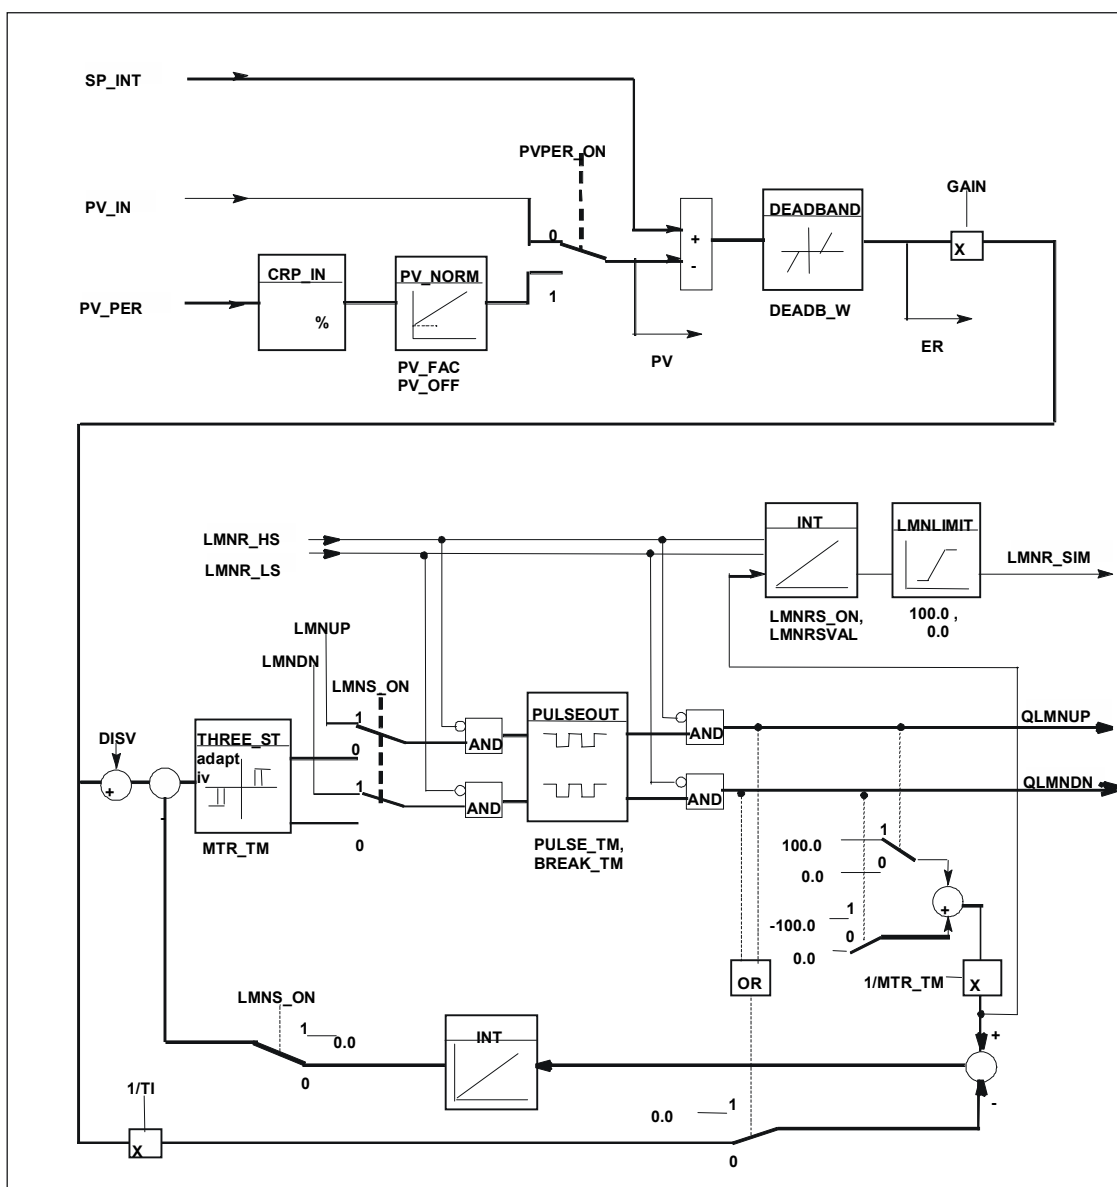 SP_INT
PVPER_ON
GAIN
PV_IN
DEADBAND
X
0
+
-
CRP_IN
PV_NORM
PV_PER
%
1
DEADB_W
ER
PV
PV_FAC
PV_OFF
INT
LMNLIMIT
LMNR_HS
LMNR_LS
LMNR_SIM
LMNRS_ON,
LMNRSVAL
100.0 ,
0.0
LMNUP
LMNDN
LMNS_ON
PULSEOUT
QLMNUP
1
AND
AND
DISV
THREE_ST
adapt
0
iv
1
QLMNDN
+
AND
AND
-
MTR_TM
0
PULSE_TM,
BREAK_TM
1
100.0
0
0.0
1
+
-100.0
0
0.0
OR
1/MTR_TM
X
LMNS_ON
1
0.0
INT
+
0
1/TI
-
0.0
1
X
0